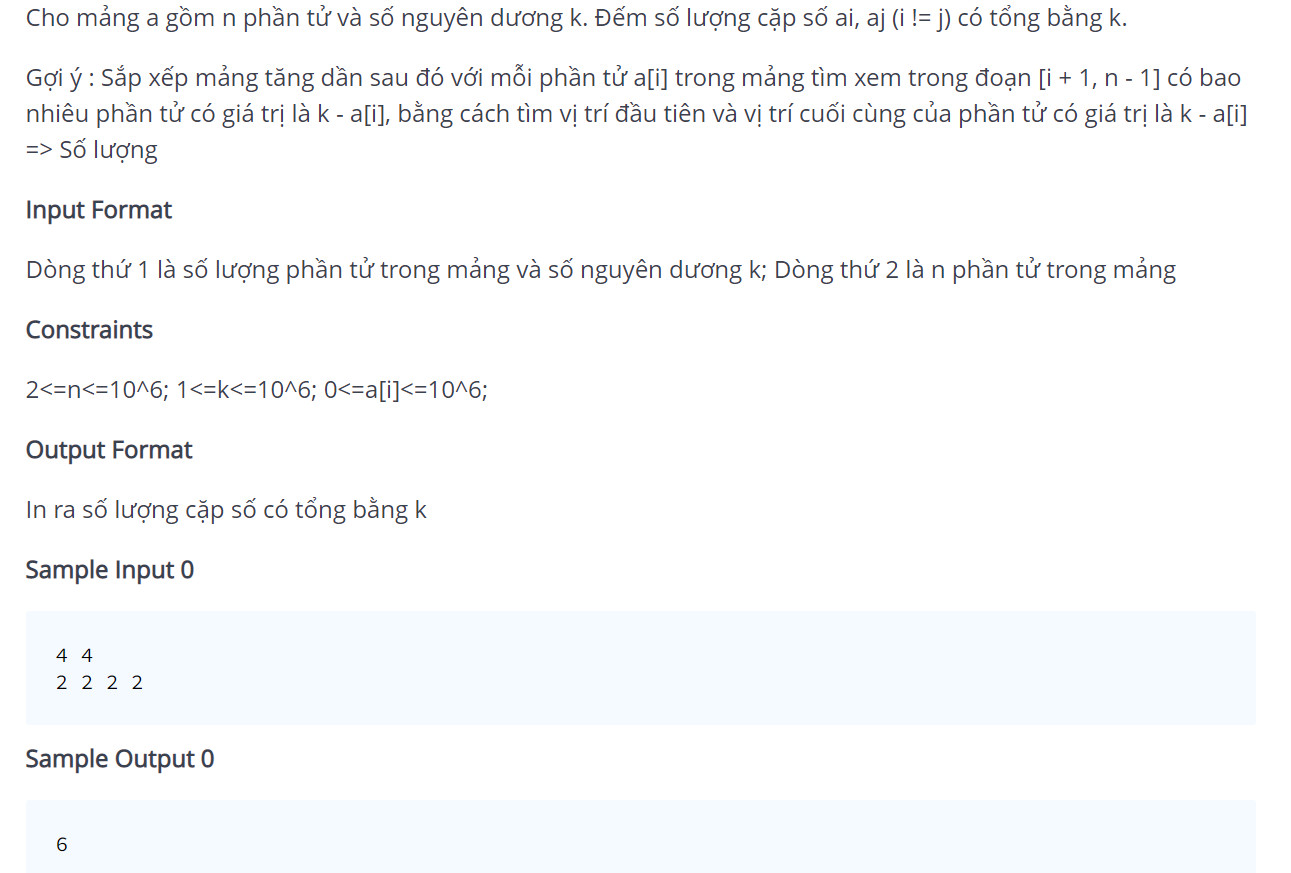 Cho mảng a gồm n phần tử và số nguyên dương k. Đếm số lượng cặp số ai, aj (i != j) có tổng bằng k.
Gợi ý : Sắp xếp mảng tăng dần sau đó với mỗi phần tử a[i] trong mảng tìm xem trong đoạn [i + 1, n - 1] có bao
nhiêu phần tử có giá trị là k - a[i], bằng cách tìm vị trí đầu tiên và vị trí cuối cùng của phần tử có giá trị là k - a[i]
=> Số lượng
Input Format
Dòng thứ 1 là số lượng phần tử trong mảng và số nguyên dương k; Dòng thứ 2 là n phần tử trong mảng
Constraints
2<=n<=10^6; 1<=k<=10^6; 0<=a[i]<=10^6;
Output Format
In ra số lượng cặp số có tổng bằng k
Sample Input 0
4 4
2 2 2 2
Sample Output 0
6